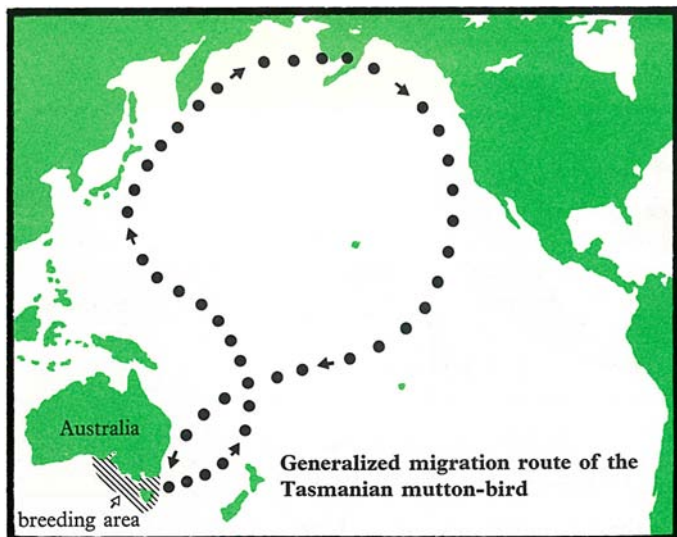 Australia
Generalized migration route of the
Tasmanian mutton-bird
breeding area